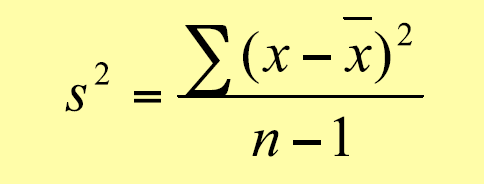 s² = ∑(x − x̅)² / n − 1